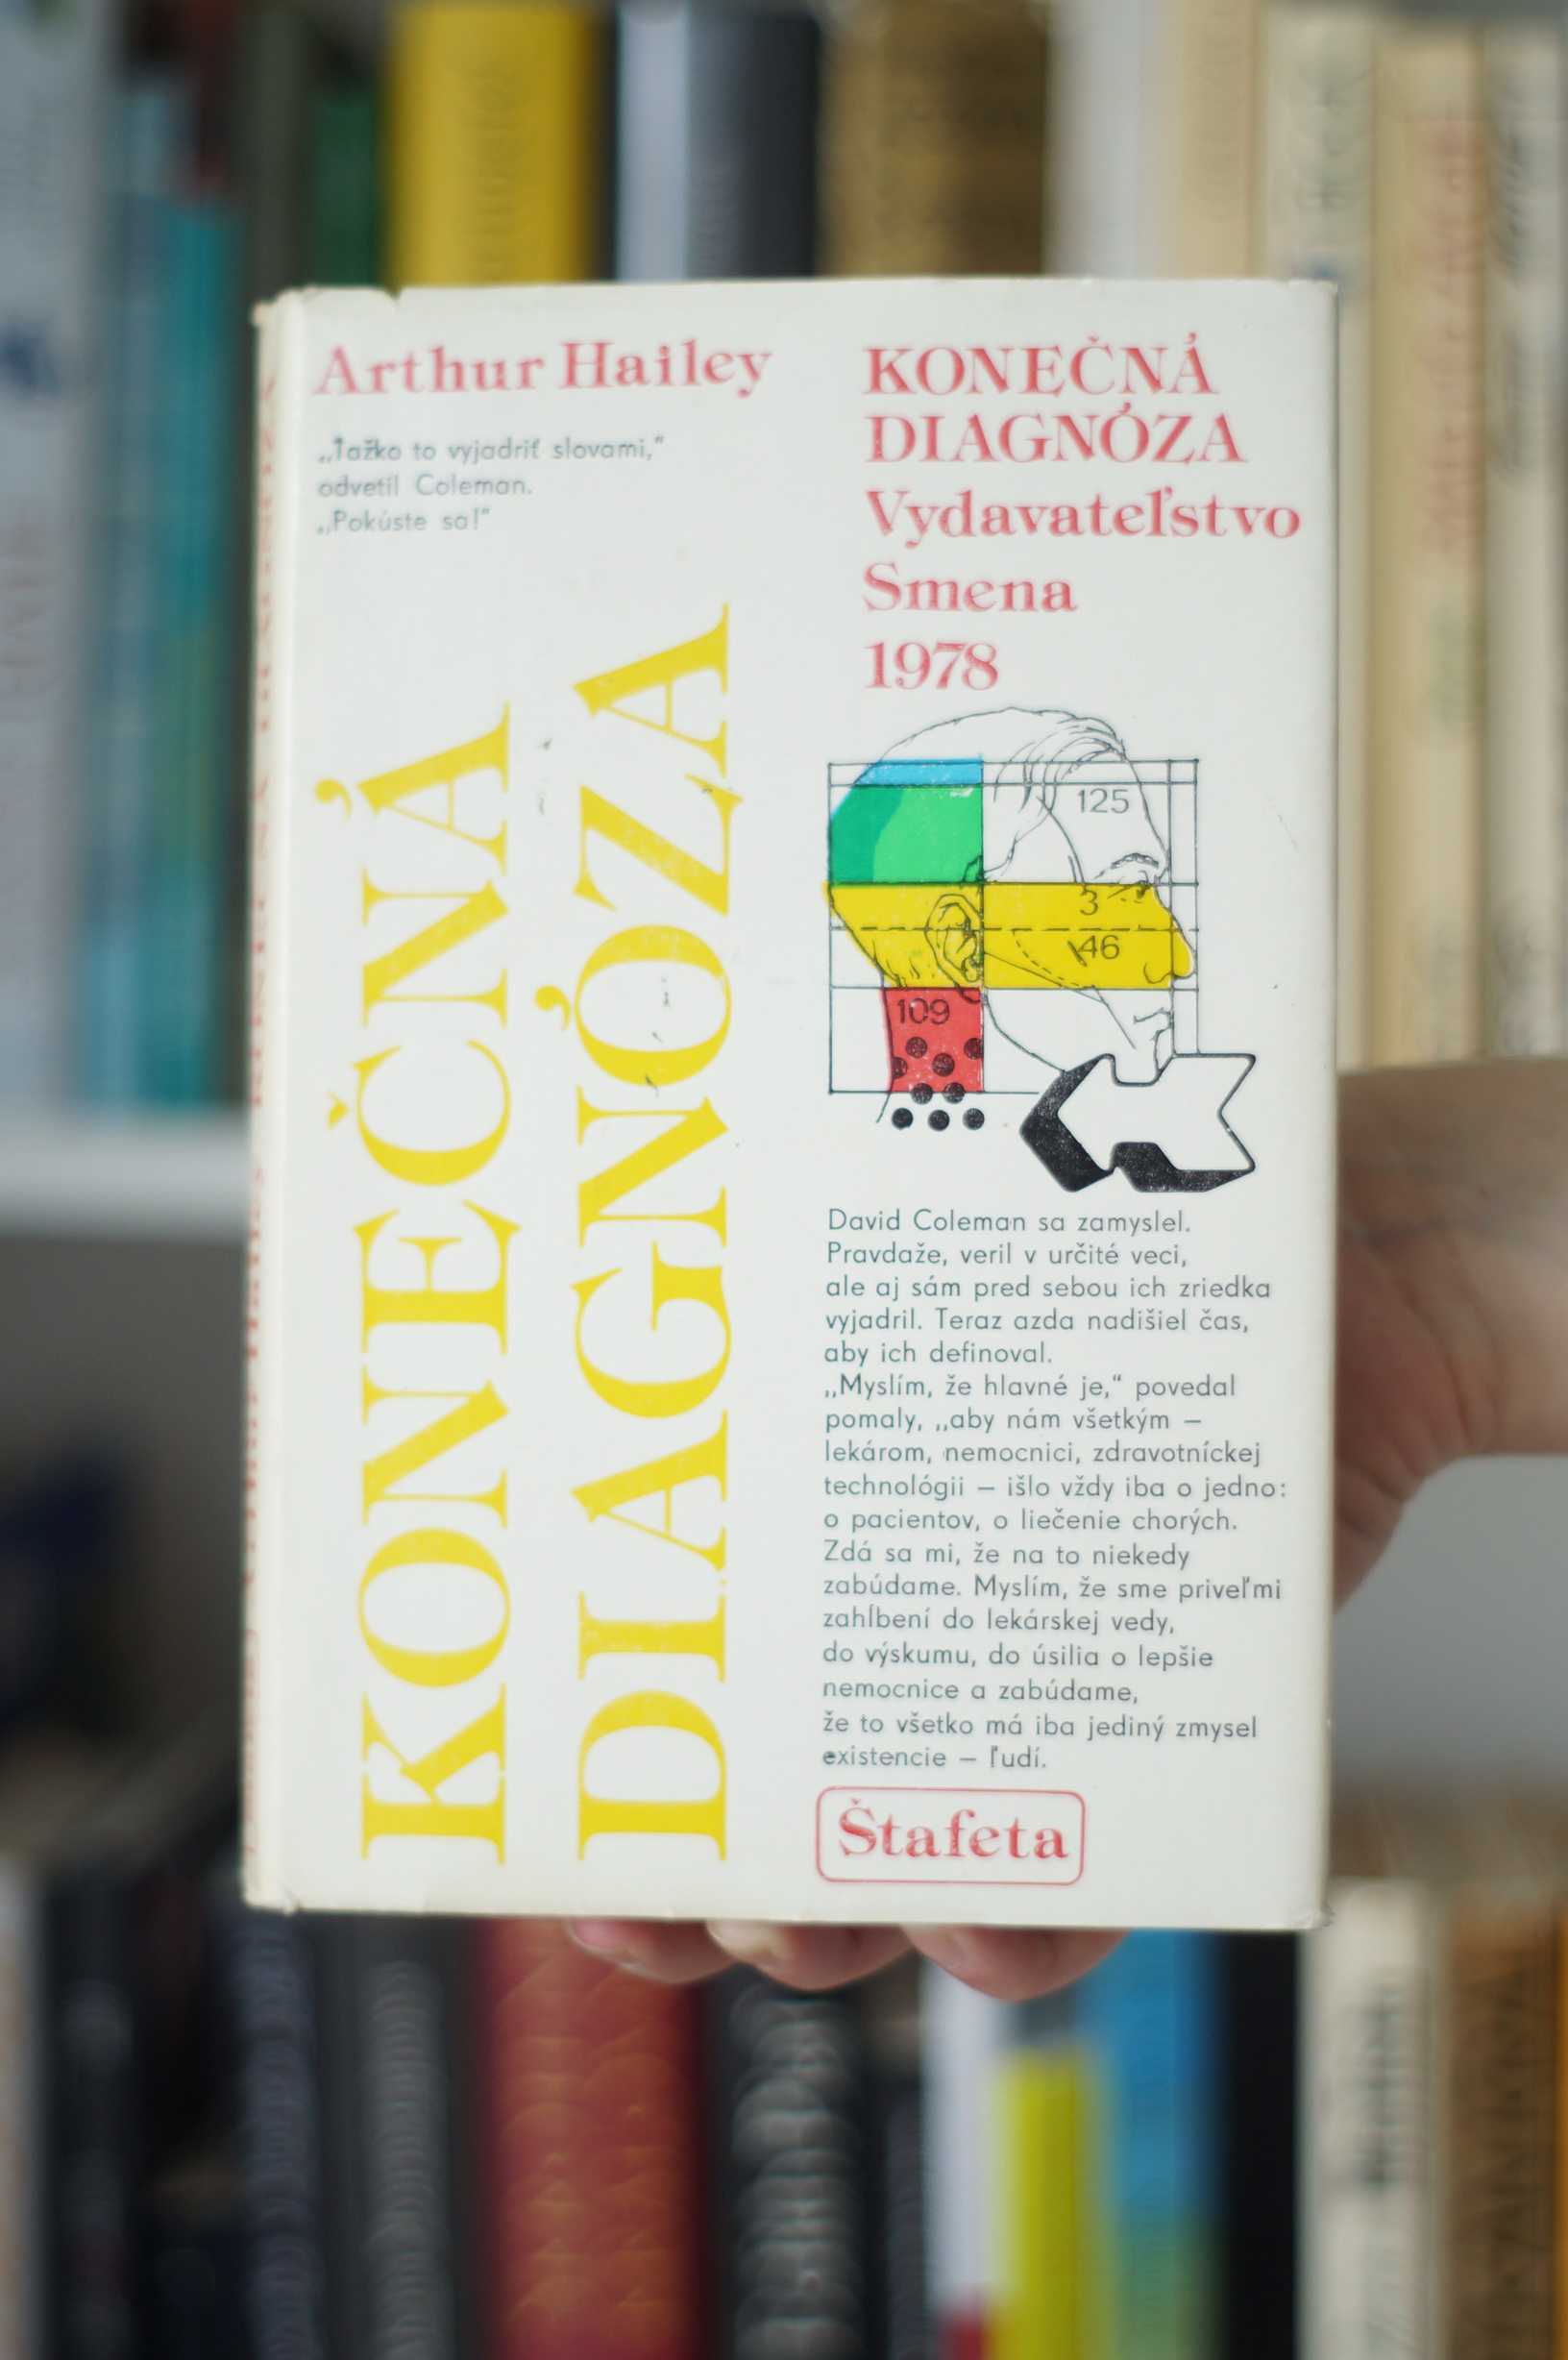 Arthur Hailey
„Ťažko to vyjadriť slovami,“
odvetil Coleman.
„Pokúste sa!“
KONEČNÁ
DIAGNÓZA
KONEČNÁ
DIAGNÓZA
Vydavateľstvo
Smena
1978
125
3
46
109
David Coleman sa zamyslel.
Pravdaže, veril v určité veci,
ale aj sám pred sebou ich zriedka
vyjadril. Teraz azda nadišiel čas,
aby ich definoval.
„Myslím, že hlavné je,“ povedal
pomaly, „aby nám všetkým —
lekárom, nemocnici, zdravotníckej
technológii — išlo vždy iba o jedno:
o pacientov, o liečenie chorých.
Zdá sa mi, že na to niekedy
zabúdame. Myslím, že sme priveľmi
zahĺbení do lekárskej vedy,
do výskumu, do úsilia o lepšie
nemocnice a zabúdame,
že to všetko má iba jediný zmysel
existencie — ľudí.
Štafeta